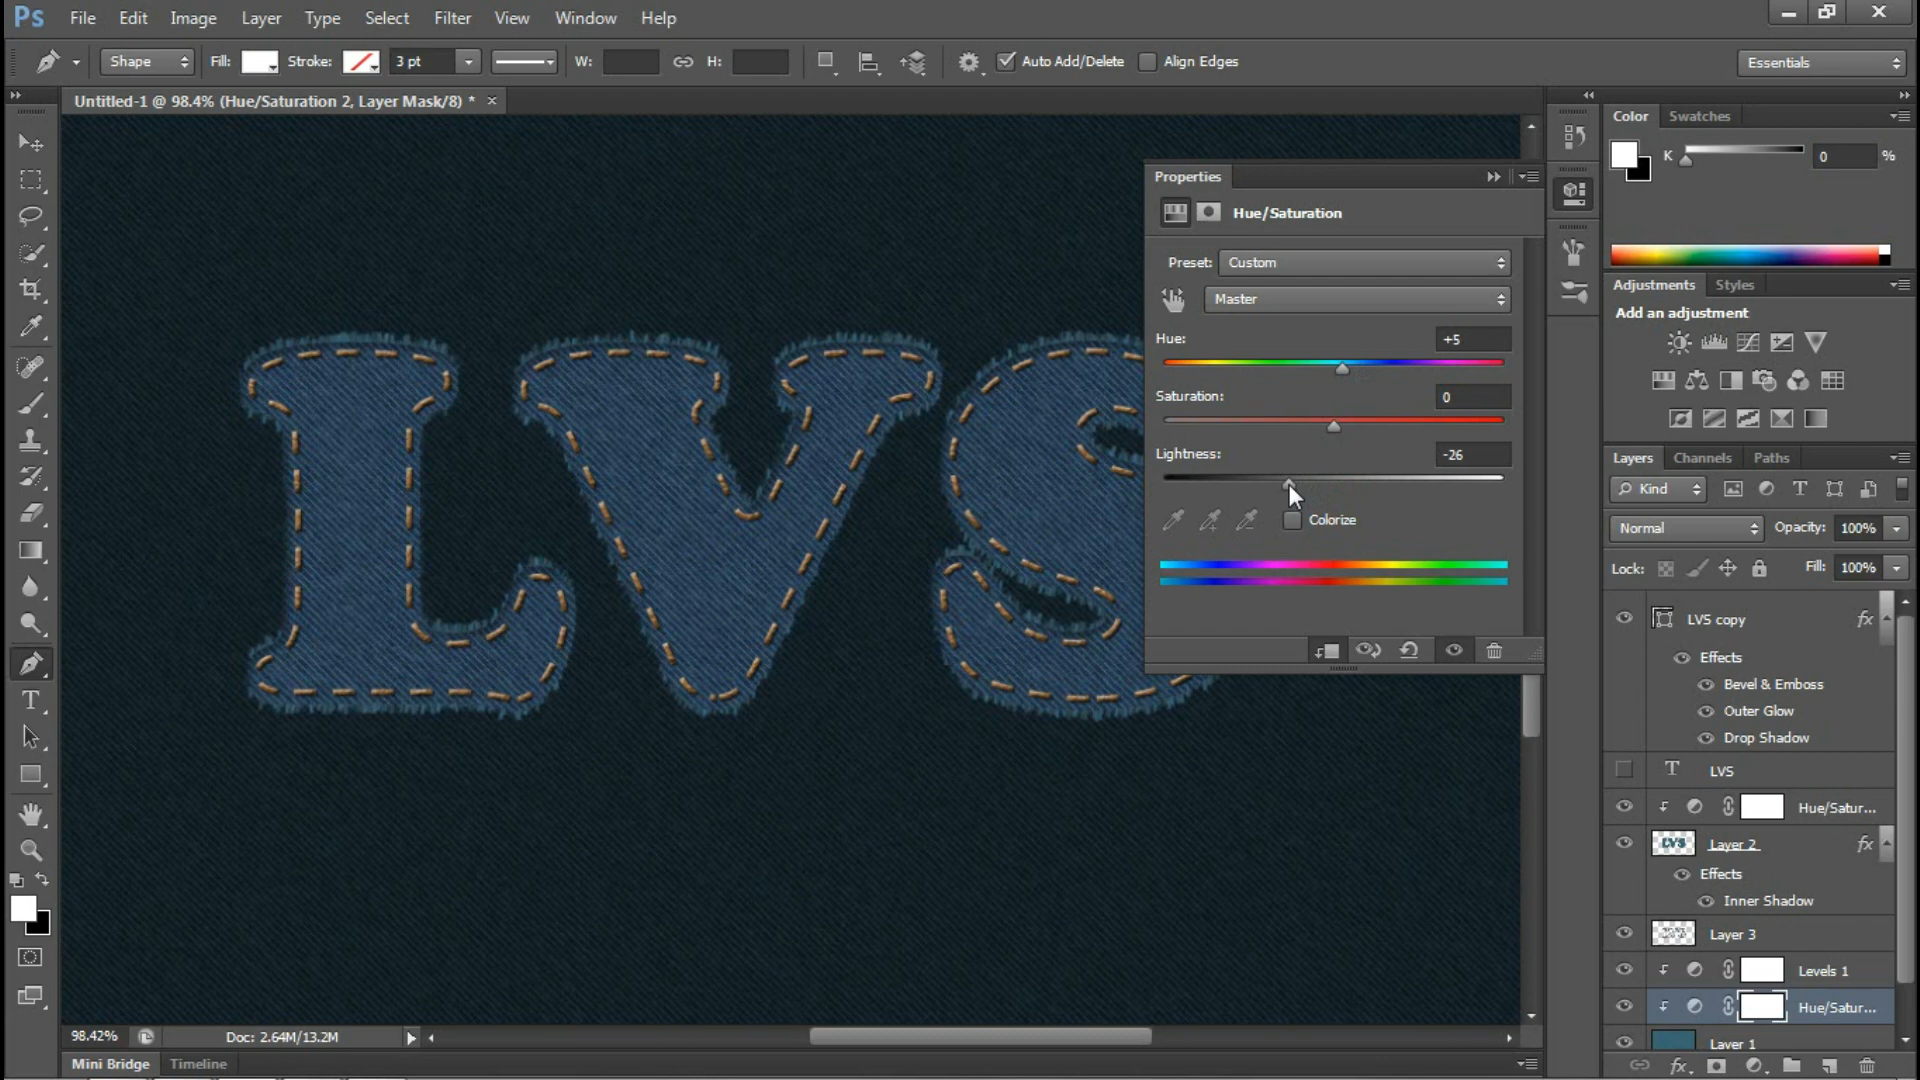 Ps File Edit Image Layer Type Select Filter View Window Help
Shape Fill: Stroke: 3 pt W: H: Auto Add/Delete Align Edges Essentials
Untitled-1 @ 98.4% (Hue/Saturation 2, Layer Mask/8) *
LVS
Properties
Hue/Saturation
Preset: Custom
Master
Hue: +5
Saturation: 0
Lightness: -26
Colorize
Color Swatches
K 0 %
Adjustments Styles
Add an adjustment
Layers Channels Paths
Kind
Normal Opacity: 100%
Lock: Fill: 100%
LVS copy fx
Effects
Bevel & Emboss
Outer Glow
Drop Shadow
T LVS
Hue/Satur...
LVS Layer 2 fx
Effects
Inner Shadow
Layer 3
Levels 1
Hue/Satur...
Layer 1
fx
98.42% Doc: 2.64M/13.2M
Mini Bridge Timeline